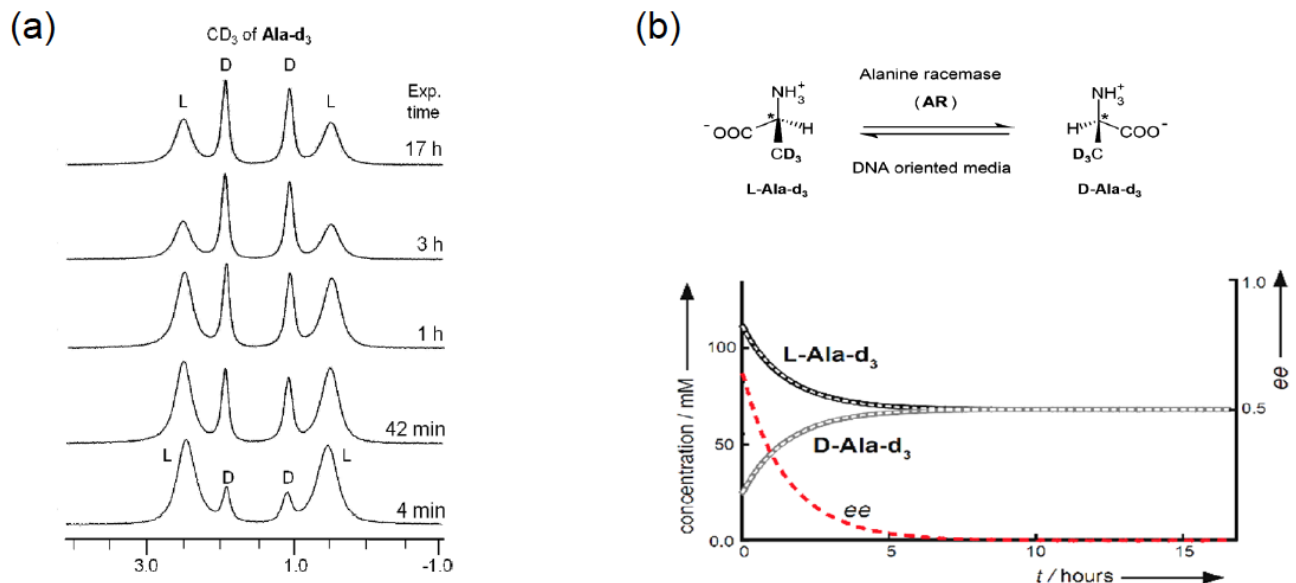 (a)
CD3 of Ala-d3
D D
L L
Exp.
time
17 h
3 h
1 h
42 min
L D D L
4 min
3.0 1.0 -1.0
(b)
Alanine racemase
(AR)
DNA oriented media
NH3+
-OOC * H
CD3
L-Ala-d3
NH3+
H * COO-
D3C
D-Ala-d3
concentration / mM
100
50
0.0
L-Ala-d3
D-Ala-d3
ee
1.0
0.5
ee
0 5 10 15
t / hours